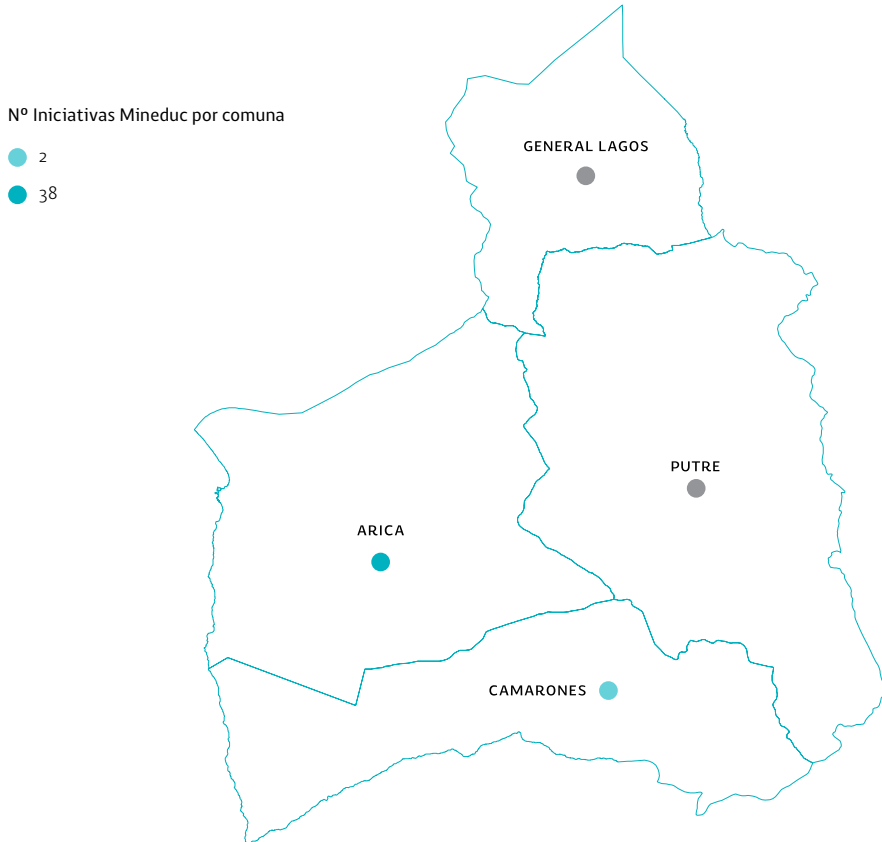 Nº Iniciativas Mineduc por comuna
2
38
GENERAL LAGOS
PUTRE
ARICA
CAMARONES